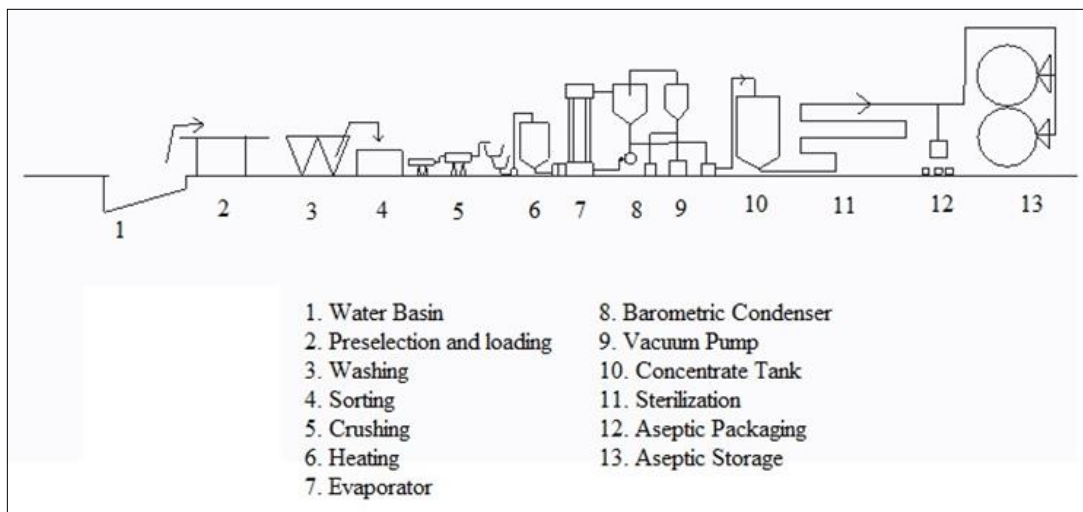 1 2 3 4 5 6 7 8 9 10 11 12 13
1. Water Basin
2. Preselection and loading
3. Washing
4. Sorting
5. Crushing
6. Heating
7. Evaporator
8. Barometric Condenser
9. Vacuum Pump
10. Concentrate Tank
11. Sterilization
12. Aseptic Packaging
13. Aseptic Storage